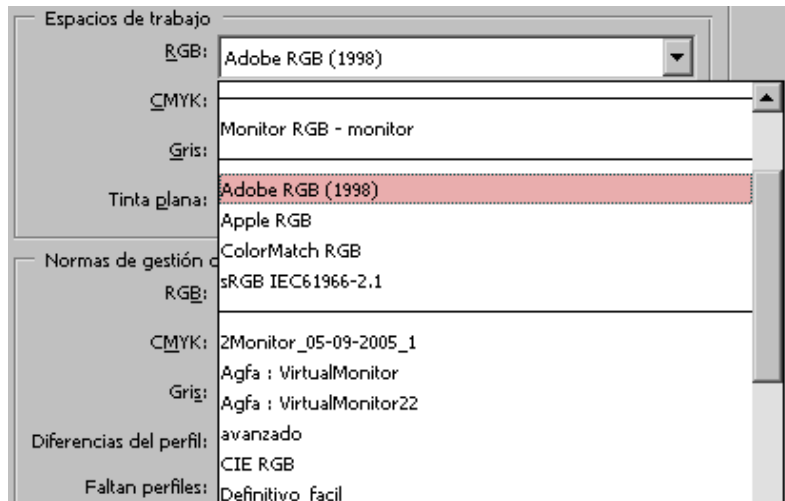 Espacios de trabajo
RGB: Adobe RGB (1998)
CMYK:
Monitor RGB - monitor
Gris:
Tinta plana: Adobe RGB (1998)
Apple RGB
ColorMatch RGB
Normas de gestión
sRGB IEC61966-2.1
RGB:
CMYK: 2Monitor_05-09-2005_1
Agfa : VirtualMonitor
Gris:
Agfa : VirtualMonitor22
Diferencias del perfil: avanzado
CIE RGB
Faltan perfiles: Definitivo_facil